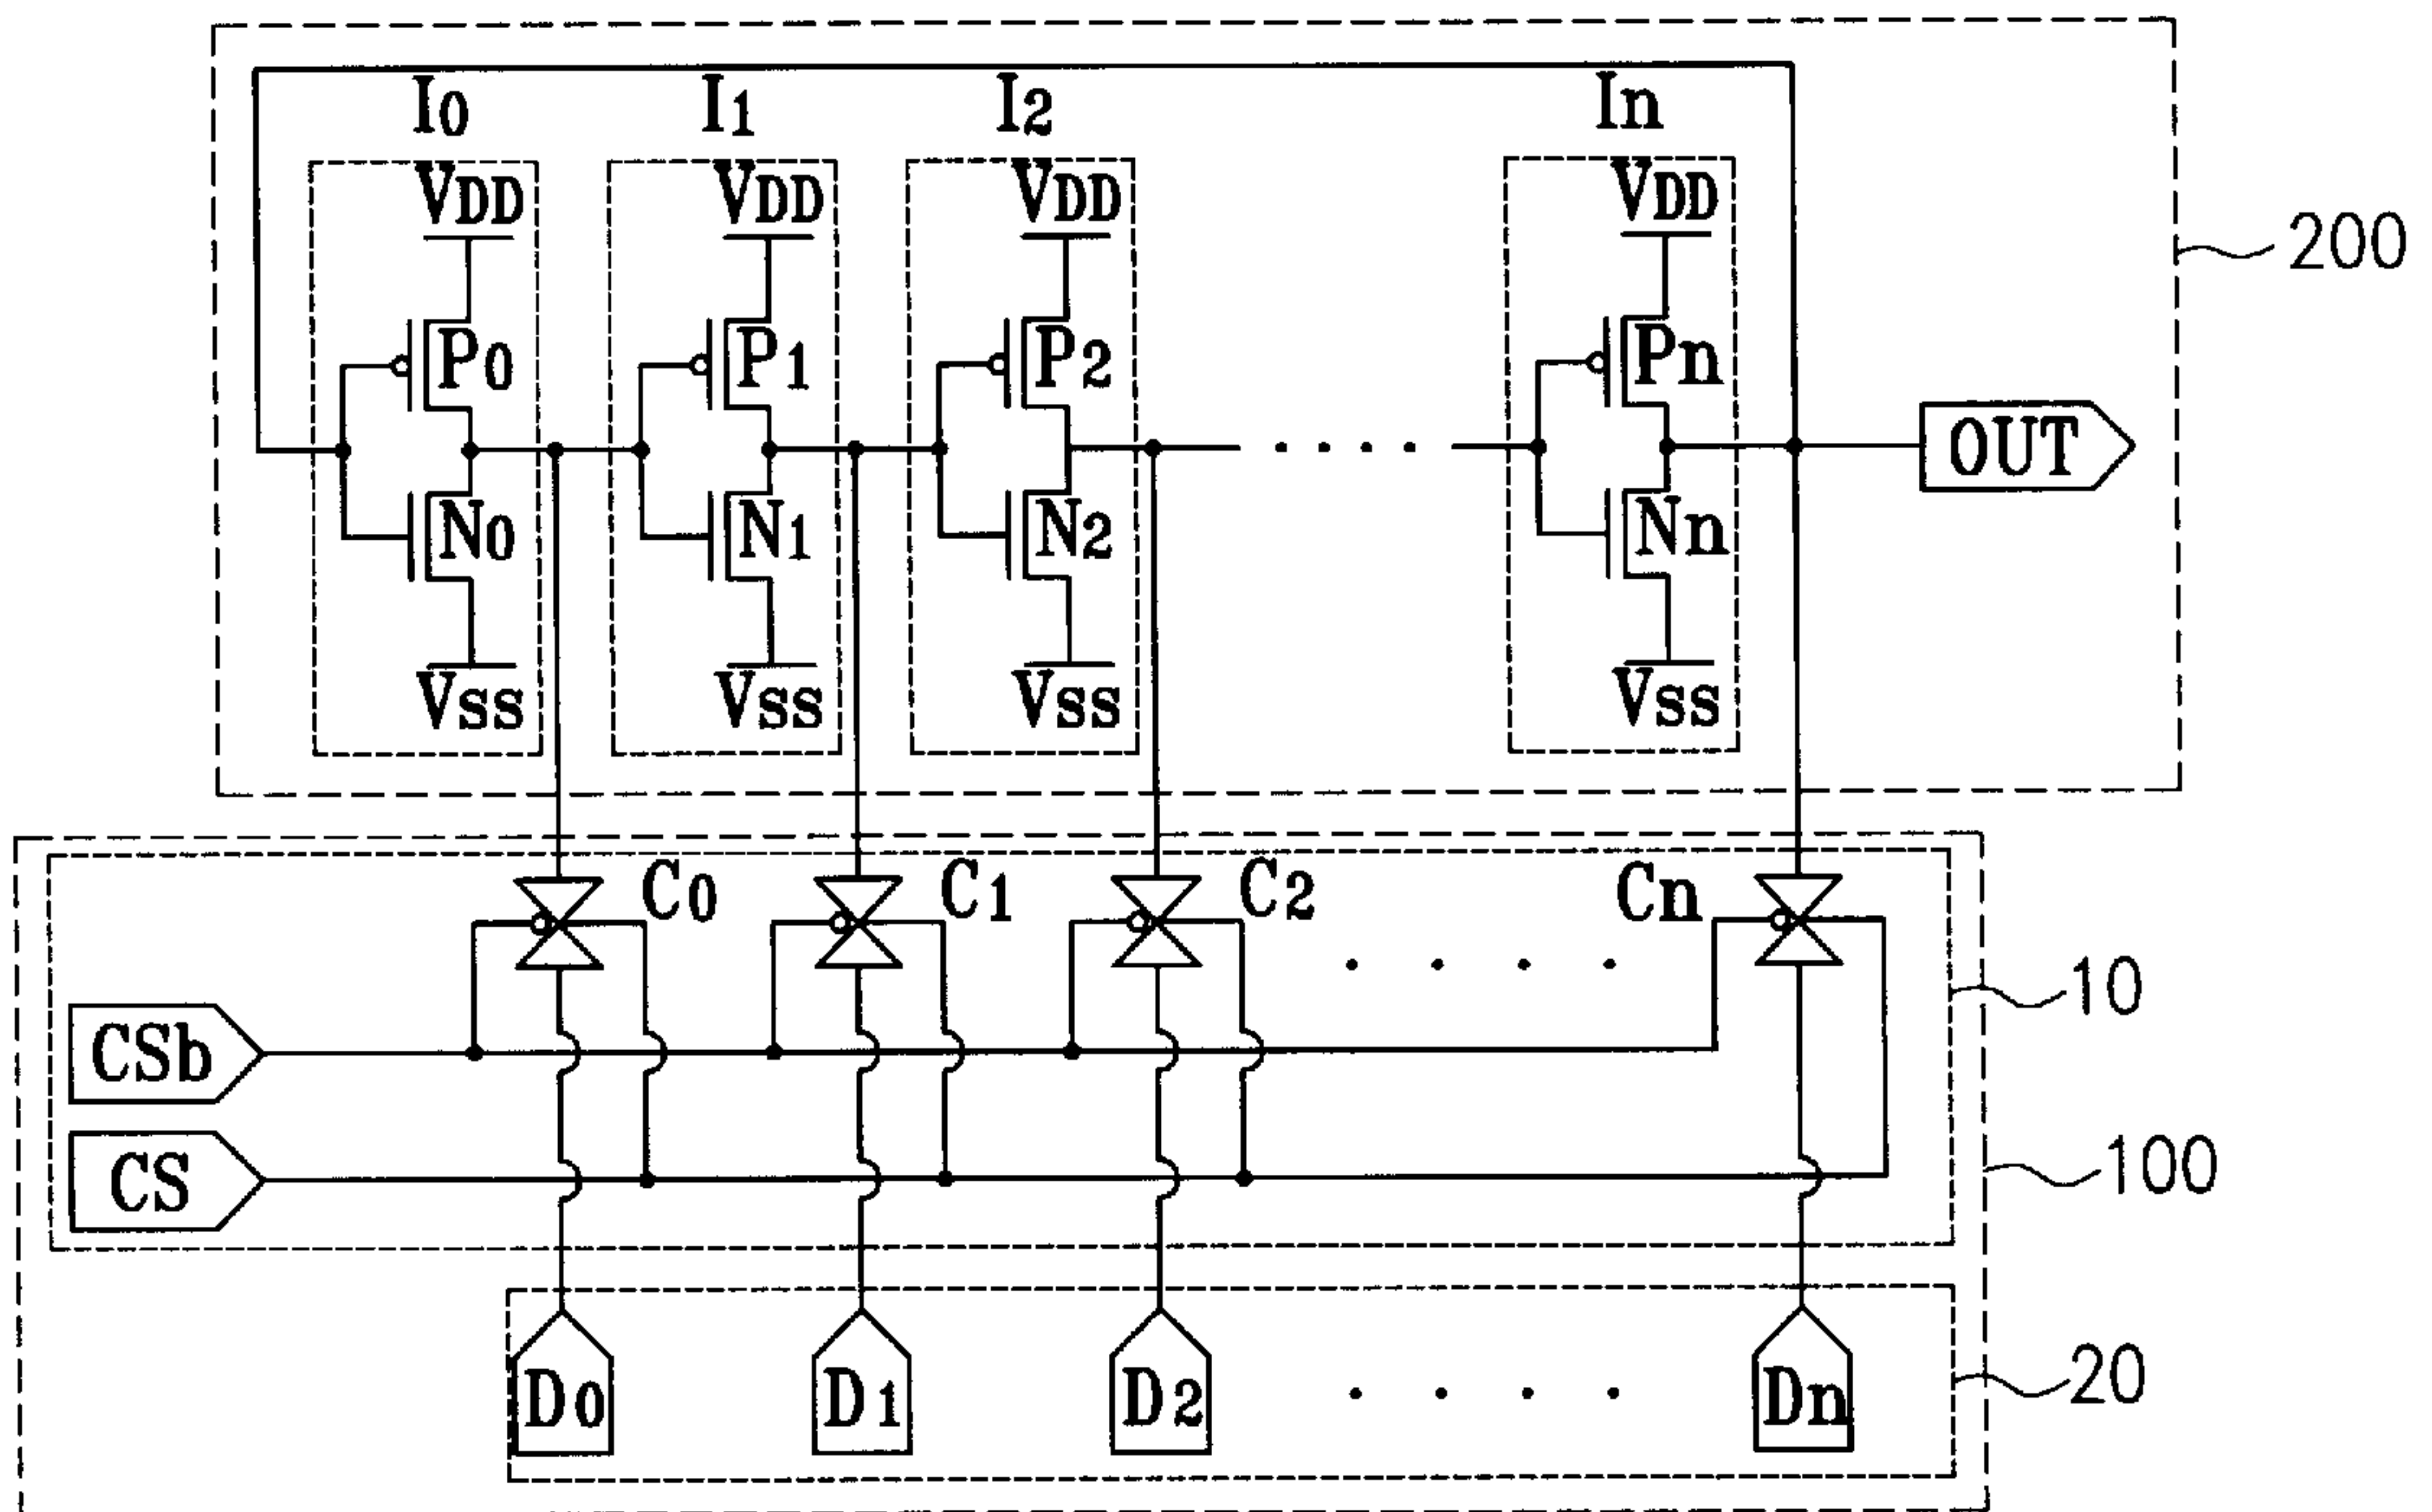 I0 I1 I2 In
VDD VDD VDD VDD
200
P0 P1 P2 Pn
OUT
N0 N1 N2 Nn
VSS VSS VSS VSS
C0 C1 C2 Cn
10
CSb
CS
100
D0 D1 D2 Dn
20